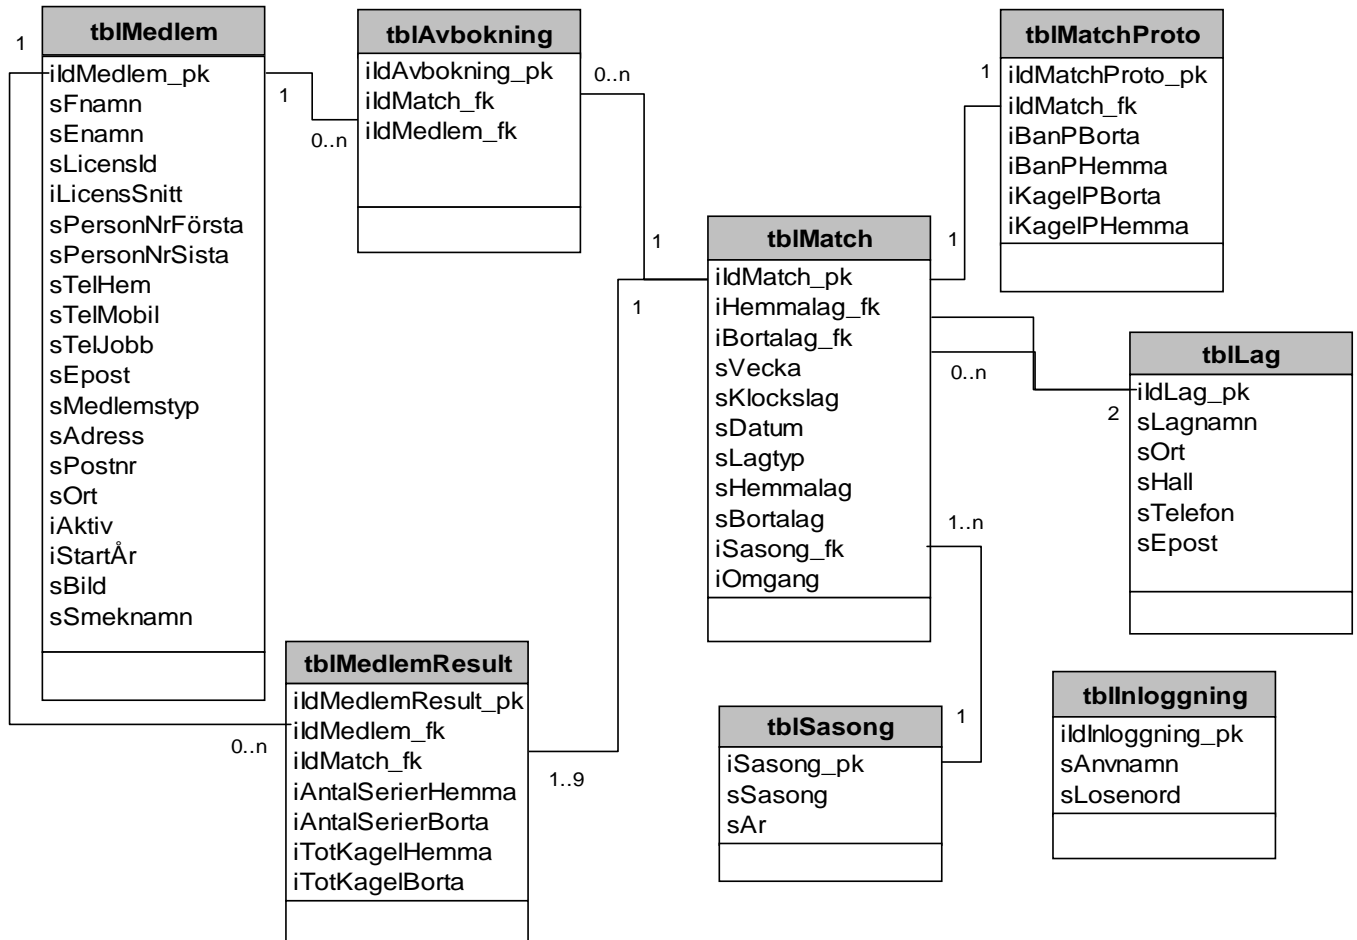 tblMedlem
1
iIdMedlem_pk
sFnamn
sEnamn
sLicensId
iLicensSnitt
sPersonNrFörsta
sPersonNrSista
sTelHem
sTelMobil
sTelJobb
sEpost
sMedlemstyp
sAdress
sPostnr
sOrt
iAktiv
iStartÅr
sBild
sSmeknamn
1
0..n
tblAvbokning
iIdAvbokning_pk
iIdMatch_fk
iIdMedlem_fk
0..n
1
1
tblMatchProto
1
iIdMatchProto_pk
iIdMatch_fk
iBanPBorta
iBanPHemma
iKagelPBorta
iKagelPHemma
tblMatch
1
iIdMatch_pk
iHemmalag_fk
iBortalag_fk
sVecka
sKlockslag
sDatum
sLagtyp
sHemmalag
sBortalag
iSasong_fk
iOmgang
0..n
2
1..n
tblLag
iIdLag_pk
sLagnamn
sOrt
sHall
sTelefon
sEpost
tblMedlemResult
iIdMedlemResult_pk
iIdMedlem_fk
iIdMatch_fk
iAntalSerierHemma
iAntalSerierBorta
iTotKagelHemma
iTotKagelBorta
0..n
1..9
tblSasong
1
iSasong_pk
sSasong
sAr
tblInloggning
iIdInloggning_pk
sAnvnamn
sLosenord